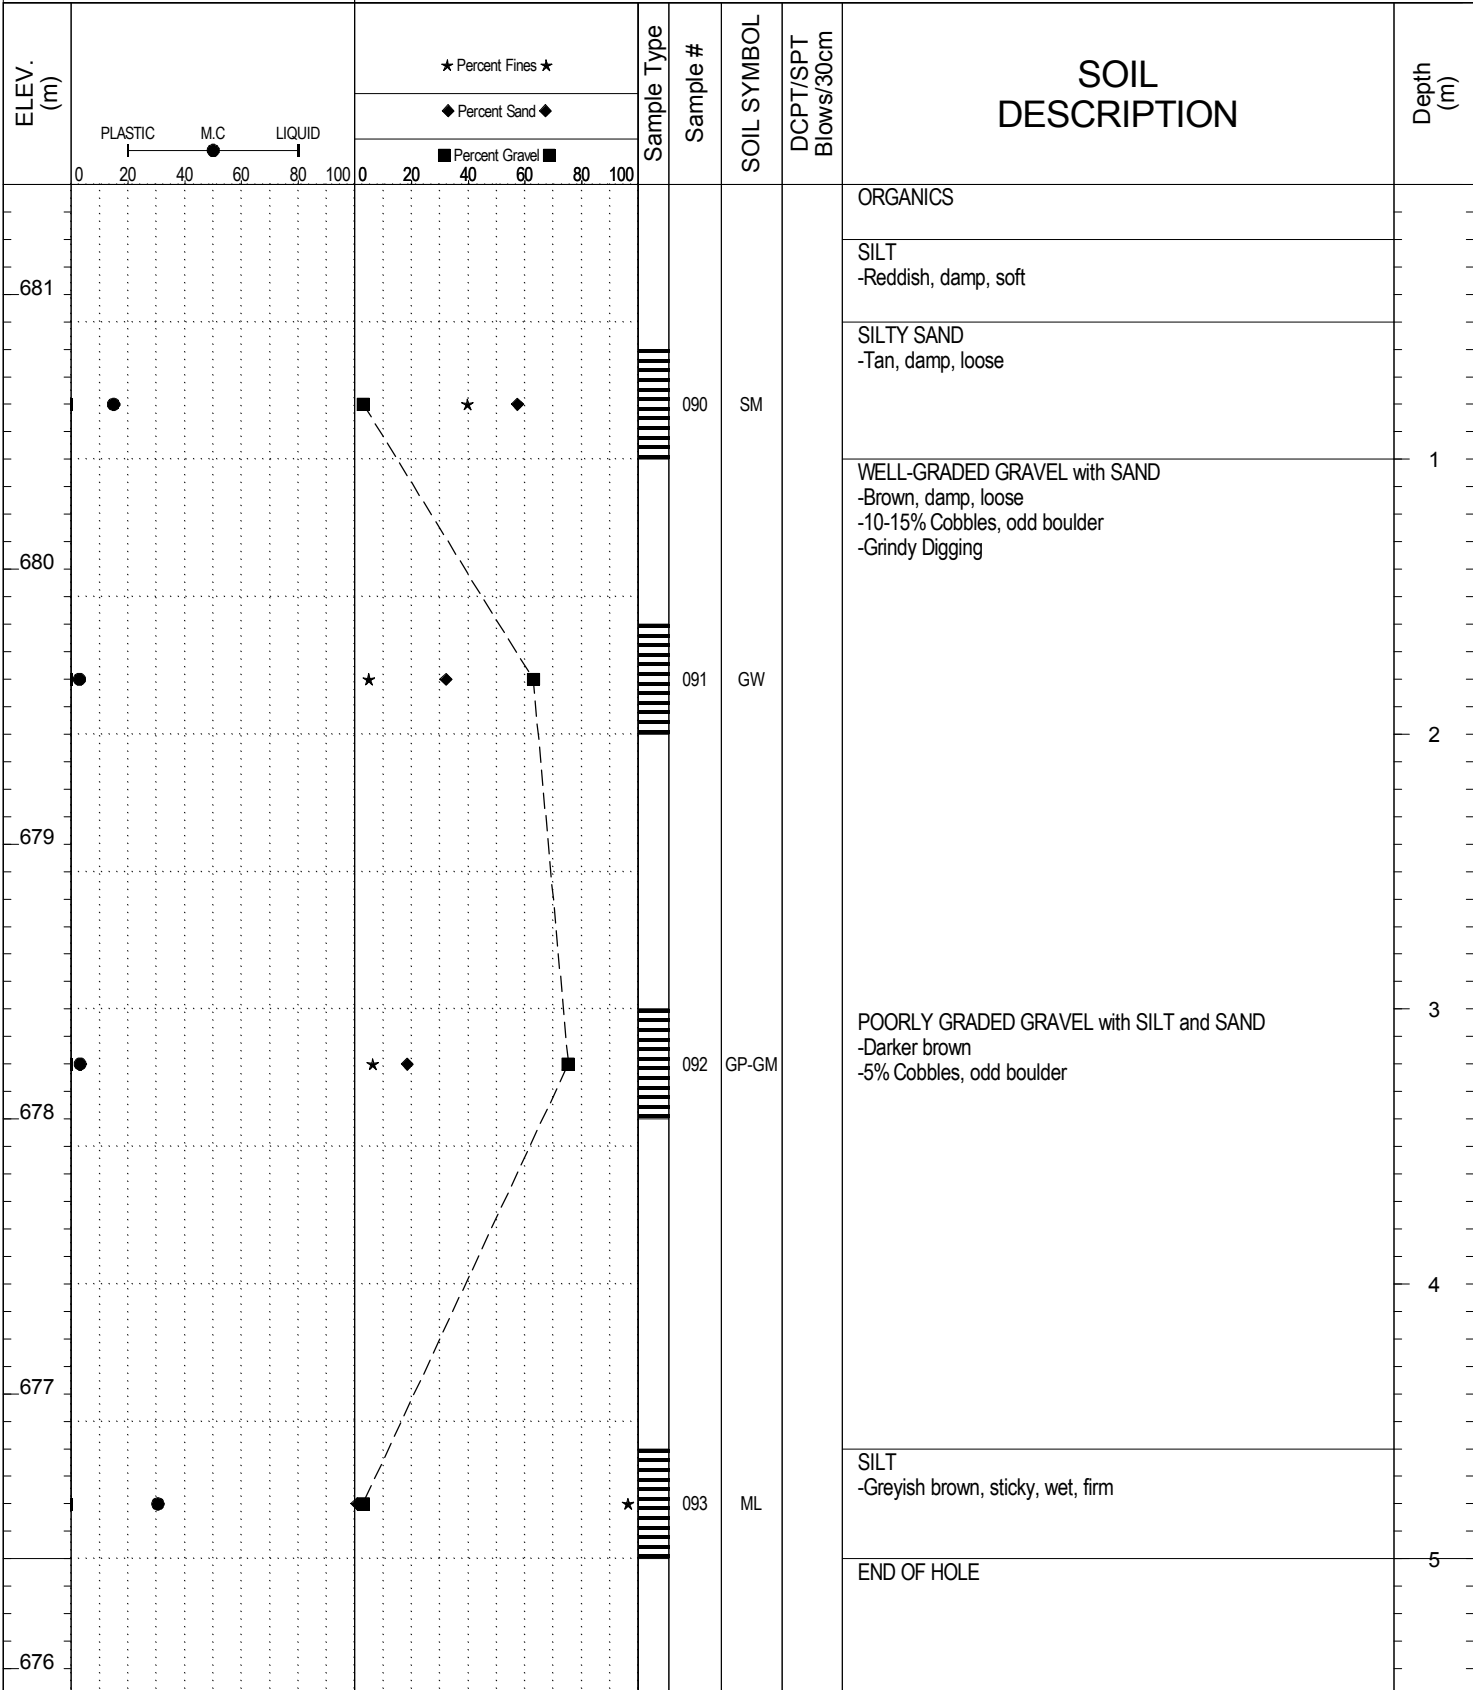 ELEV.
(m)
PLASTIC M.C LIQUID
0 20 40 60 80 100
★ Percent Fines ★
◆ Percent Sand ◆
■ Percent Gravel ■
0 20 40 60 80 100
Sample Type
Sample #
SOIL SYMBOL
DCPT/SPT
Blows/30cm
SOIL
DESCRIPTION
Depth
(m)
ORGANICS
SILT
-Reddish, damp, soft
681
SILTY SAND
-Tan, damp, loose
090 SM
1
WELL-GRADED GRAVEL with SAND
-Brown, damp, loose
-10-15% Cobbles, odd boulder
-Grindy Digging
680
091 GW
2
679
3
POORLY GRADED GRAVEL with SILT and SAND
-Darker brown
-5% Cobbles, odd boulder
092 GP-GM
678
4
677
SILT
-Greyish brown, sticky, wet, firm
093 ML
5
END OF HOLE
676